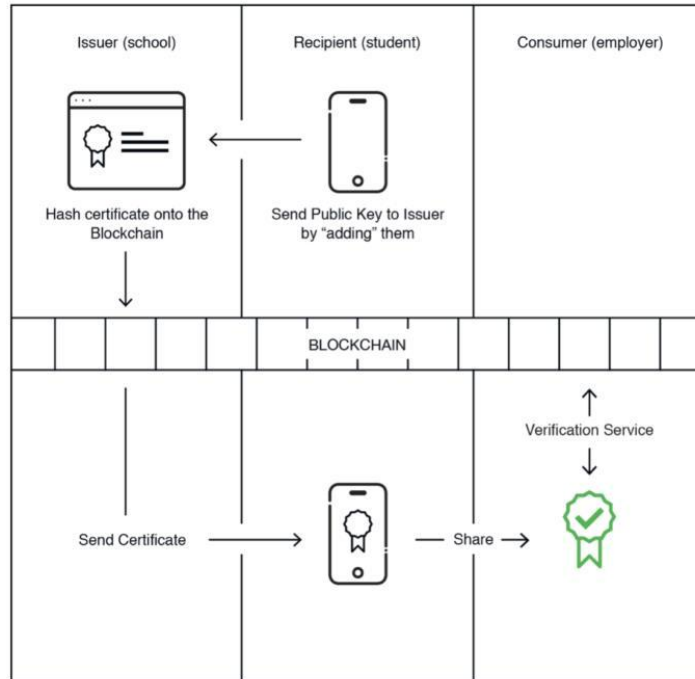 Issuer (school)
Recipient (student)
Consumer (employer)
Hash certificate onto the
Blockchain
Send Public Key to Issuer
by “adding” them
BLOCKCHAIN
Verification Service
Send Certificate
Share